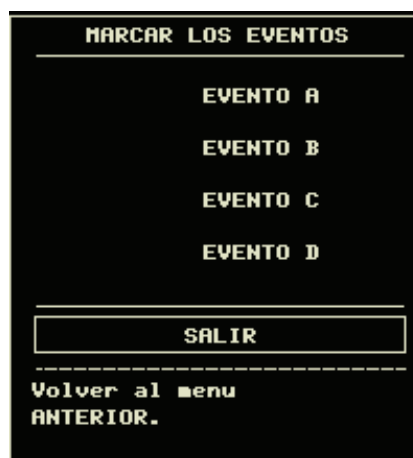 MARCAR LOS EVENTOS
EVENTO A
EVENTO B
EVENTO C
EVENTO D
SALIR
Volver al menu
ANTERIOR.